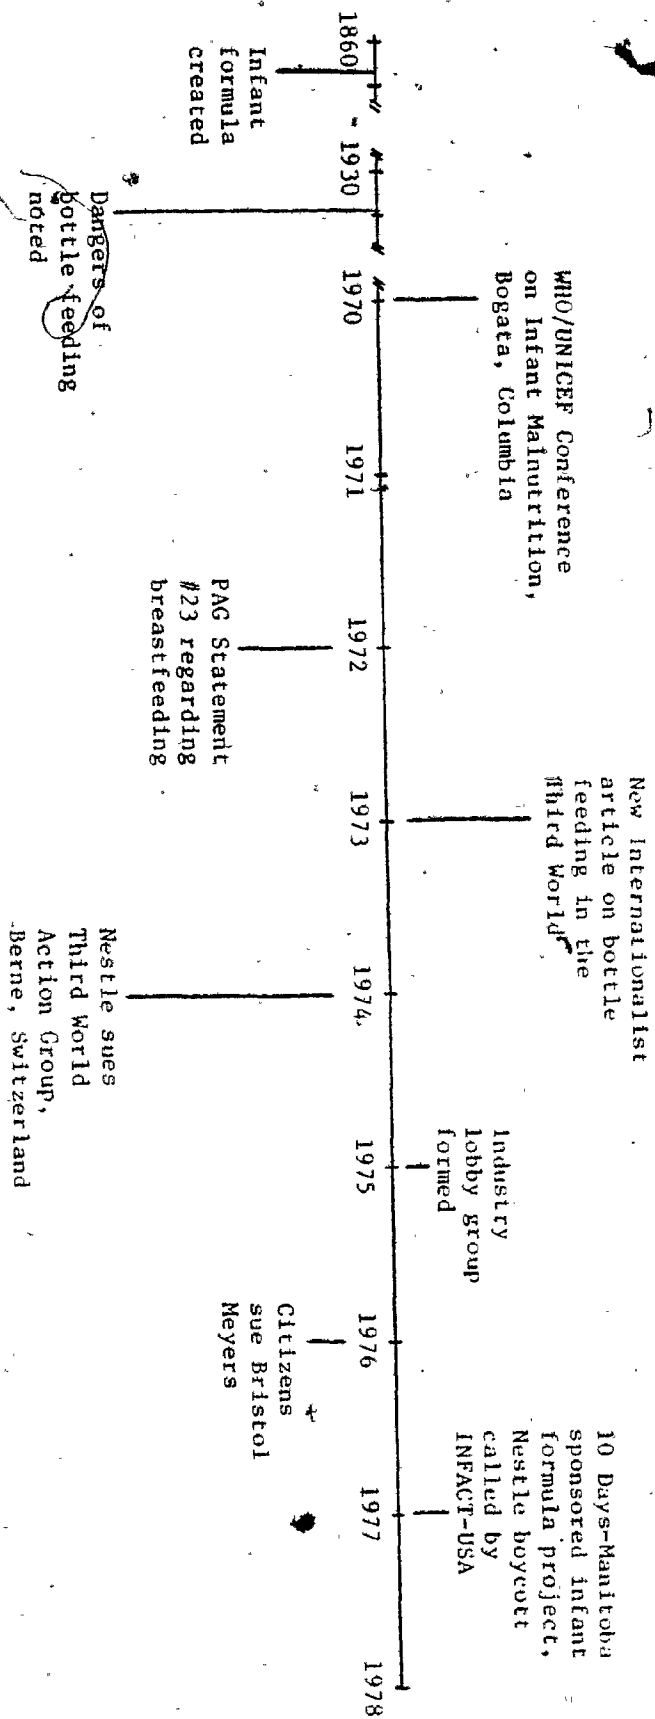 WHO/UNICEF Conference
on Infant Malnutrition,
Bogata, Columbia
New Internationalist
article on bottle
feeding in the
Third World
Industry
lobby group
formed
10 Days-Manitoba
sponsored infant
formula project,
Nestle boycott
called by
INFACT-USA
1860
1930
1970
1971
1972
1973
1974
1975
1976
1977
1978
Infant
formula
created
Dangers of
bottle feeding
noted
PAG Statement
#23 regarding
breastfeeding
Nestle sues
Third World
Action Group,
Berne, Switzerland
Citizens
sue Bristol
Meyers